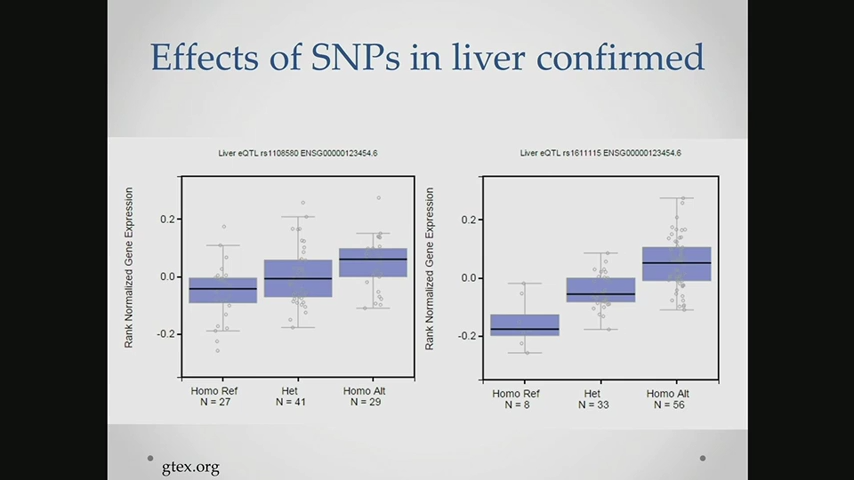 Effects of SNPs in liver confirmed
Liver eQTL rs1108580 ENSG00000123454.6
Rank Normalized Gene Expression
0.2
0.0
-0.2
Homo Ref Het Homo Alt
N = 27 N = 41 N = 29
Liver eQTL rs1611115 ENSG00000123454.6
Rank Normalized Gene Expression
0.2
0.0
-0.2
Homo Ref Het Homo Alt
N = 8 N = 33 N = 56
gtex.org